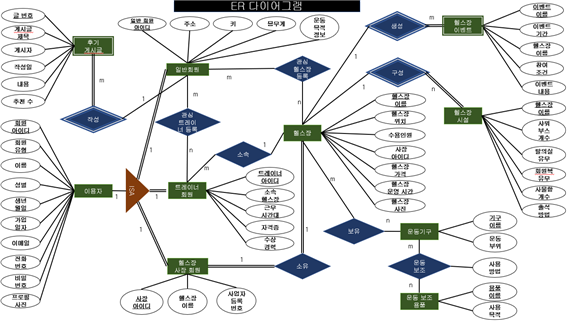 ER 다이어그램
글 번호
게시글
제목
게시자
작성일
내용
추천 수
후기
게시글
작성
m
1
일반 회원
아이디
주소
키
몸무게
운동
목적
정보
일반회원
m
m
관심
헬스장
등록
n
관심
트레이
너 등록
n
생성
1
n
헬스장
이벤트
이벤트
이름
이벤트
기간
헬스장
이름
참여
조건
이벤트
내용
구성
1
n
헬스장
시설
헬스장
이름
샤워
부스
개수
탈의실
유무
회원복
유무
사물함
개수
출석
방법
헬스장
헬스장
이름
헬스장
위치
수용인원
사장
아이디
헬스장
가격
헬스장
운영 시간
헬스장
사진
소속
n
1
회원
아이디
회원
유형
이름
성별
생년
월일
가입
일자
이메일
전화
번호
비밀
번호
프로필
사진
이용자
1
ISA
1
1
1
트레이너
회원
트레이너
아이디
소속
헬스장
근무
시간대
자격증
수상
경력
헬스장
사장 회원
사장
아이디
헬스장
이름
사업자
등록
번호
1
소유
1
m
보유
n
운동기구
기구
이름
운동
부위
m
운동
보조
사용
방법
n
운동 보조
용품
용품
이름
사용
목적